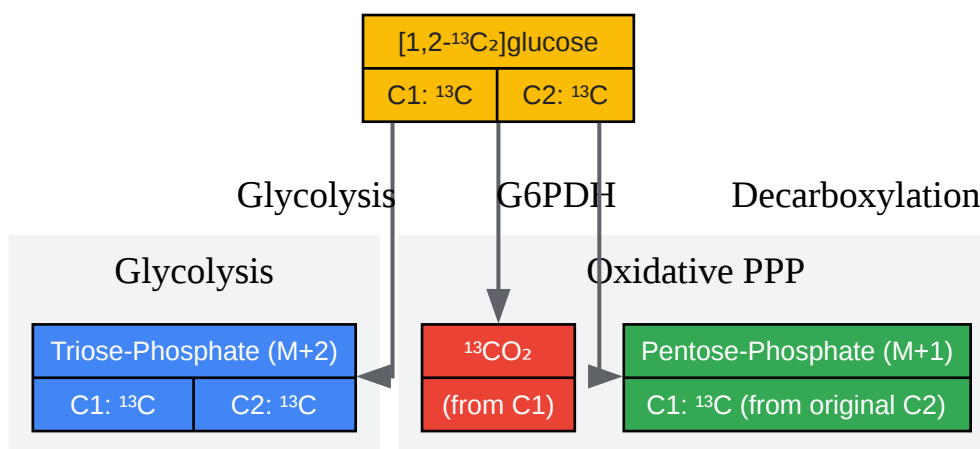 [1,2-¹³C₂]glucose
C1: ¹³C
C2: ¹³C
Glycolysis
G6PDH
Decarboxylation
Glycolysis
Oxidative PPP
Triose-Phosphate (M+2)
C1: ¹³C
C2: ¹³C
¹³CO₂
(from C1)
Pentose-Phosphate (M+1)
C1: ¹³C (from original C2)